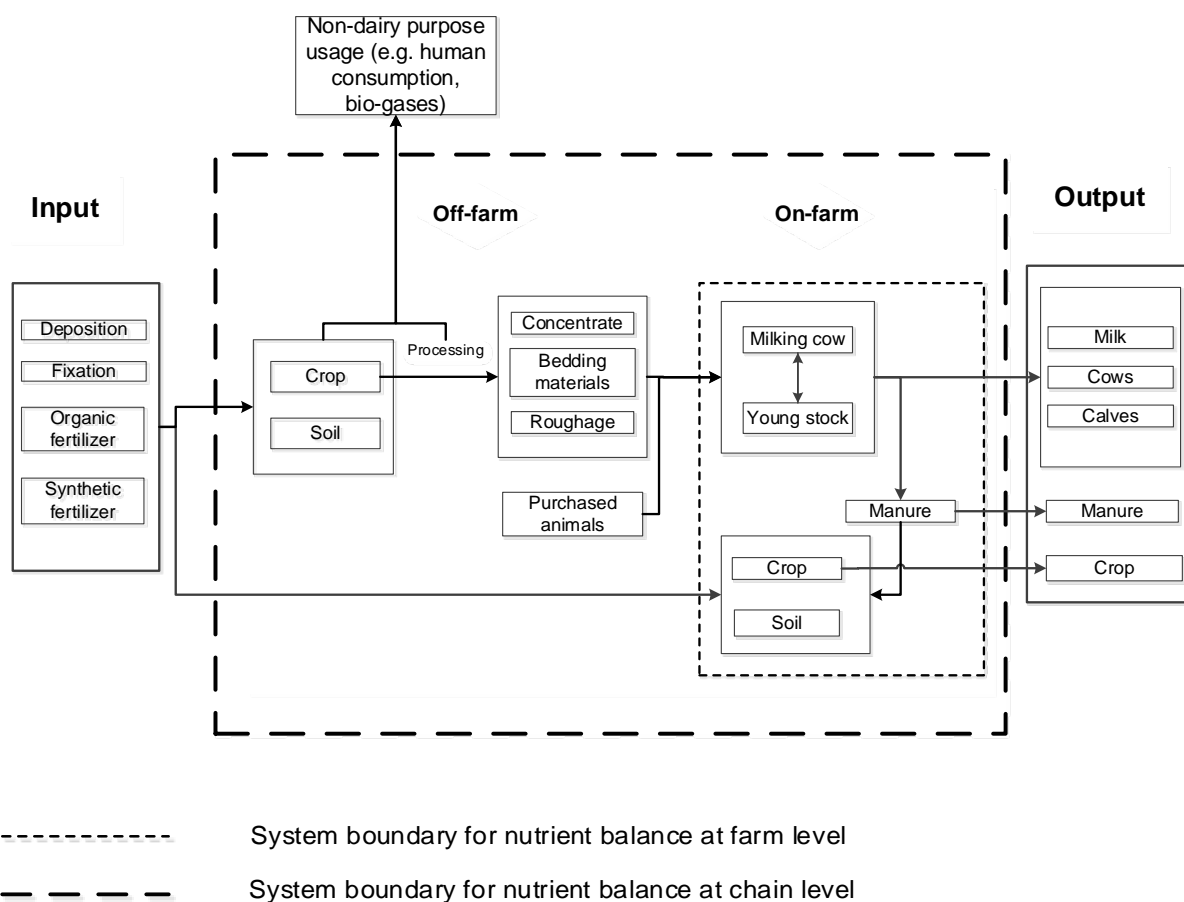 Non-dairy purpose
usage (e.g. human
consumption,
bio-gases)
Input
Off-farm
On-farm
Output
Deposition
Fixation
Organic
fertilizer
Synthetic
fertilizer
Crop
Soil
Processing
Concentrate
Bedding
materials
Roughage
Purchased
animals
Milking cow
Young stock
Manure
Crop
Soil
Milk
Cows
Calves
Manure
Crop
System boundary for nutrient balance at farm level
System boundary for nutrient balance at chain level